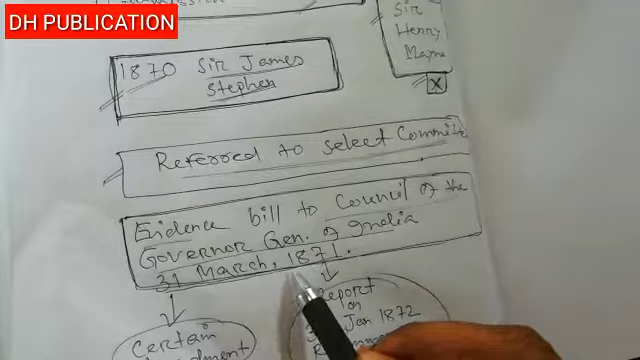 DH PUBLICATION
Sir
Henry
Mayne
X
1870 Sir James
Stephen
Referred to select Committe
Evidence bill to Council of the
Governor Gen. of India
31 March, 1871.
Report
on
Jan 1872
Certain